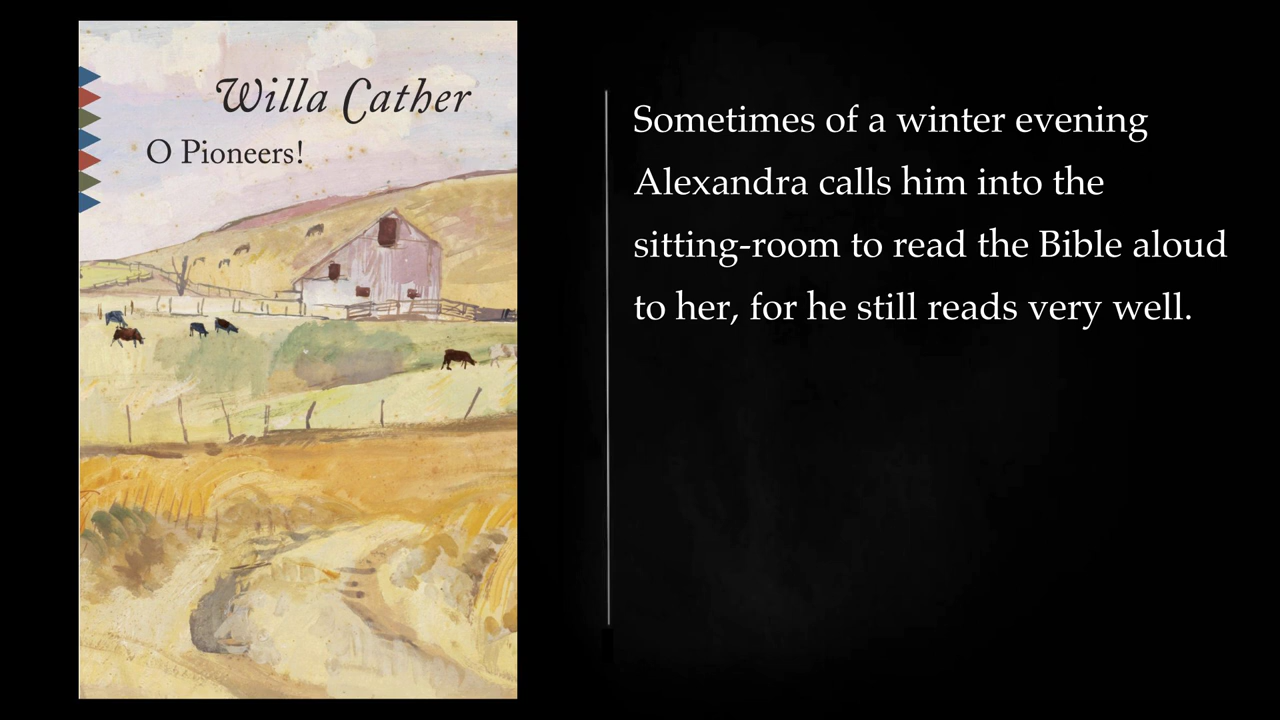 Willa Cather
O Pioneers!
Sometimes of a winter evening
Alexandra calls him into the
sitting-room to read the Bible aloud
to her, for he still reads very well.